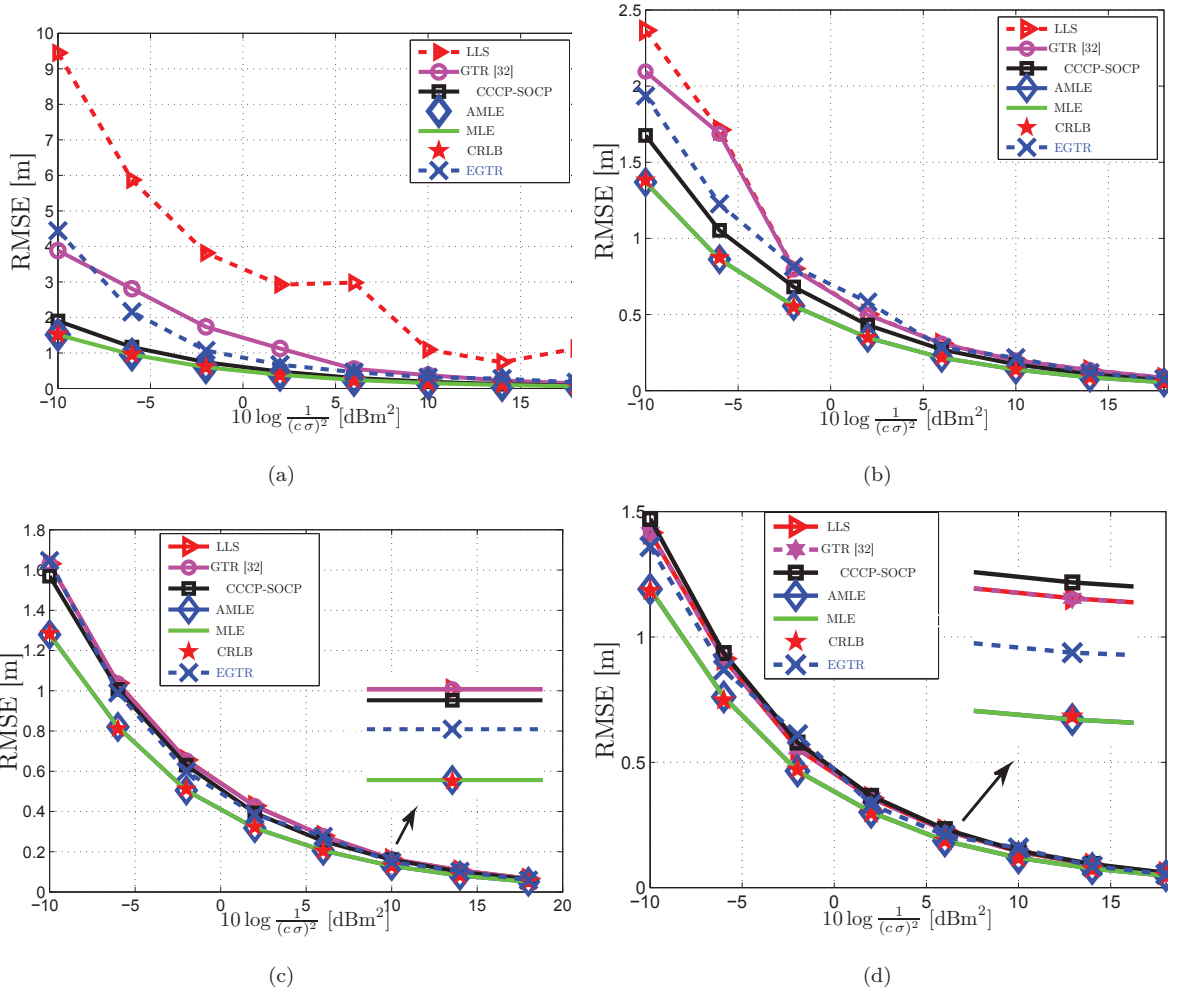 10
9
8
7
6
5
4
3
2
1
0
RMSE [m]
−10 −5 0 5 10 15
10 log 1/(c σ)² [dBm²]
LLS
GTR [32]
CCCP-SOCP
AMLE
MLE
CRLB
EGTR
(a)
2.5
2
1.5
1
0.5
0
RMSE [m]
−10 −5 0 5 10 15
10 log 1/(c σ)² [dBm²]
LLS
GTR [32]
CCCP-SOCP
AMLE
MLE
CRLB
EGTR
(b)
1.8
1.6
1.4
1.2
1
0.8
0.6
0.4
0.2
0
RMSE [m]
−10 −5 0 5 10 15 20
10 log 1/(c σ)² [dBm²]
LLS
GTR [32]
CCCP-SOCP
AMLE
MLE
CRLB
EGTR
(c)
1.5
1
0.5
0
RMSE [m]
−10 −5 0 5 10 15
10 log 1/(c σ)² [dBm²]
LLS
GTR [32]
CCCP-SOCP
AMLE
MLE
CRLB
EGTR
(d)